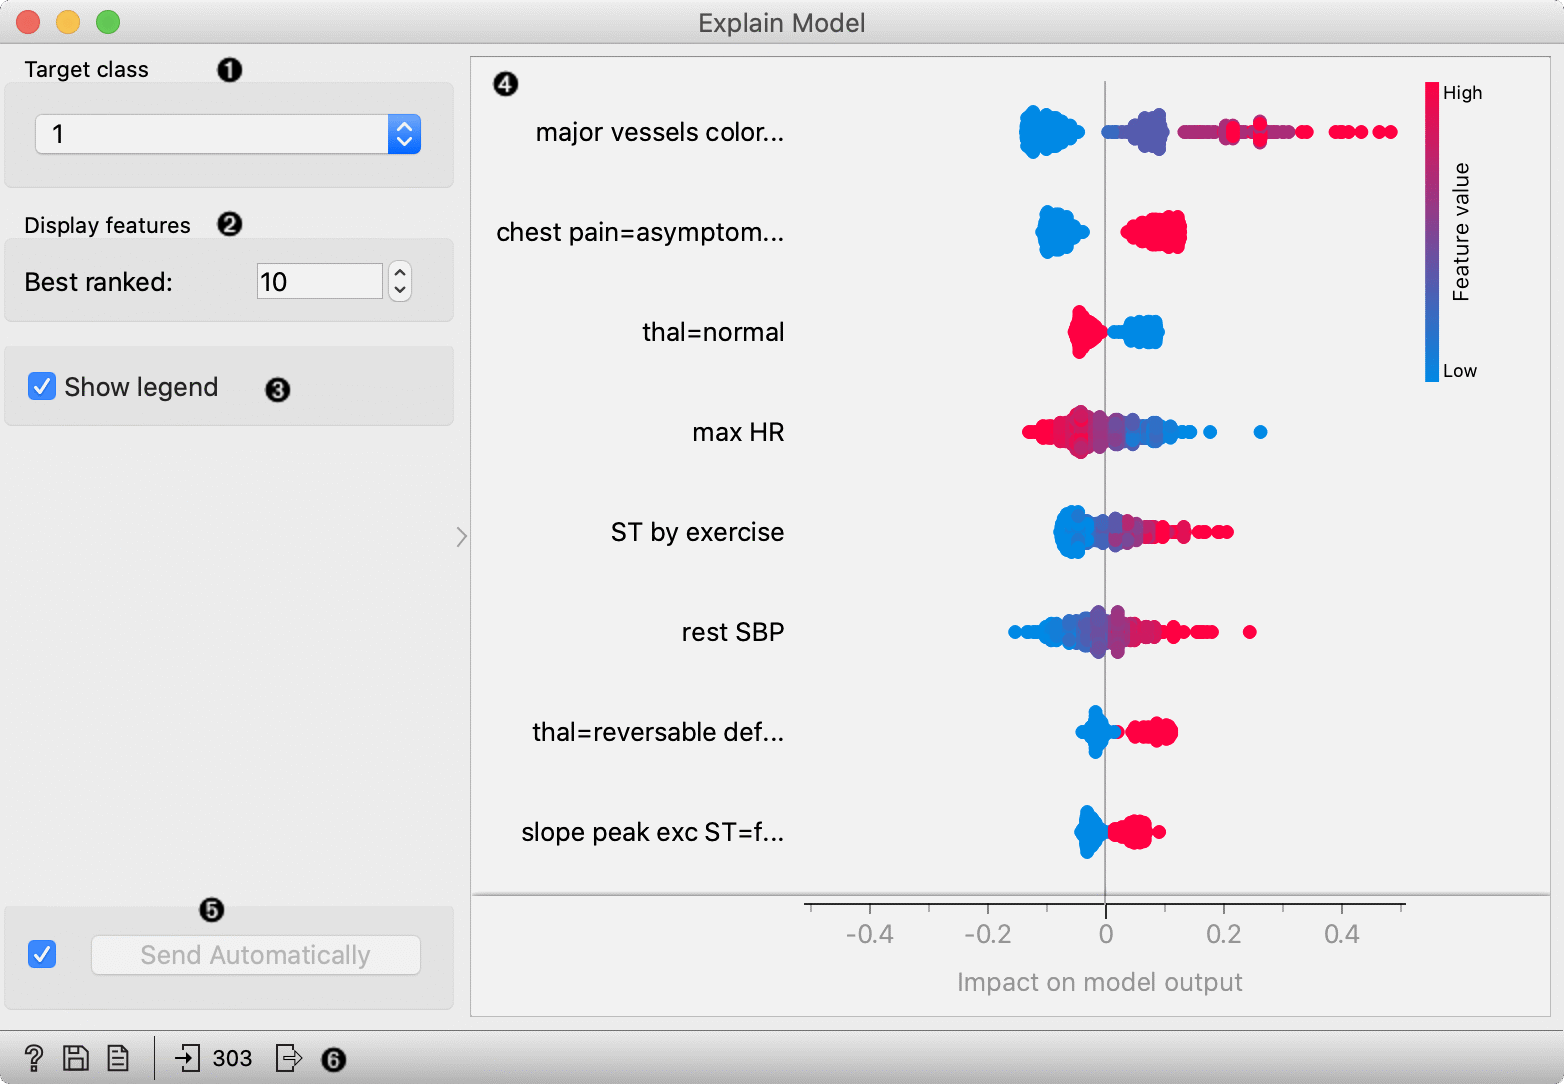 Explain Model
Target class ❶
1
Display features ❷
Best ranked: 10
Show legend ❸
❺
Send Automatically
? 303 ❻
❹
major vessels color...
chest pain=asymptom...
thal=normal
max HR
ST by exercise
rest SBP
thal=reversable def...
slope peak exc ST=f...
High
Feature value
Low
-0.4 -0.2 0 0.2 0.4
Impact on model output